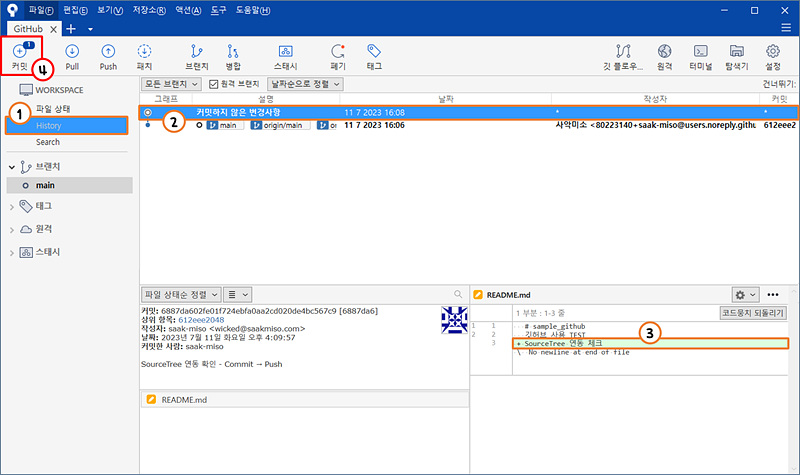 파일(F) 편집(E) 보기(V) 저장소(R) 액션(A) 도구 도움말(H)
GitHub
1
커밋 Pull Push 패치 브랜치 병합 스태시 폐기 태그 깃 플로우... 원격 터미널 탐색기 설정
4
WORKSPACE
1
파일 상태
History
Search
브랜치
main
태그
원격
스태시
모든 브랜치 원격 브랜치 날짜순으로 정렬 건너뛰기:
그래프 설명 날짜 작성자 커밋
커밋하지 않은 변경사항 11 7 2023 16:08 * *
2
main origin/main 11 7 2023 16:06 사악미소 <80223140+saak-miso@users.noreply.githu 612eee2
파일 상태순 정렬
커밋: 6887da602fe01f724ebfa0aa2cd020de4bc567c9 [6887da6]
상위 항목: 612eee2048
작성자: saak-miso <wicked@saakmiso.com>
날짜: 2023년 7월 11일 화요일 오후 4:09:57
커밋한 사람: saak-miso
SourceTree 연동 확인 - Commit → Push
README.md
README.md
1 부분 : 1-3 줄 코드뭉치 되돌리기
1 1 # sample_github
2 2 깃허브 사용 TEST
3 + SourceTree 연동 체크
3
\ No newline at end of file